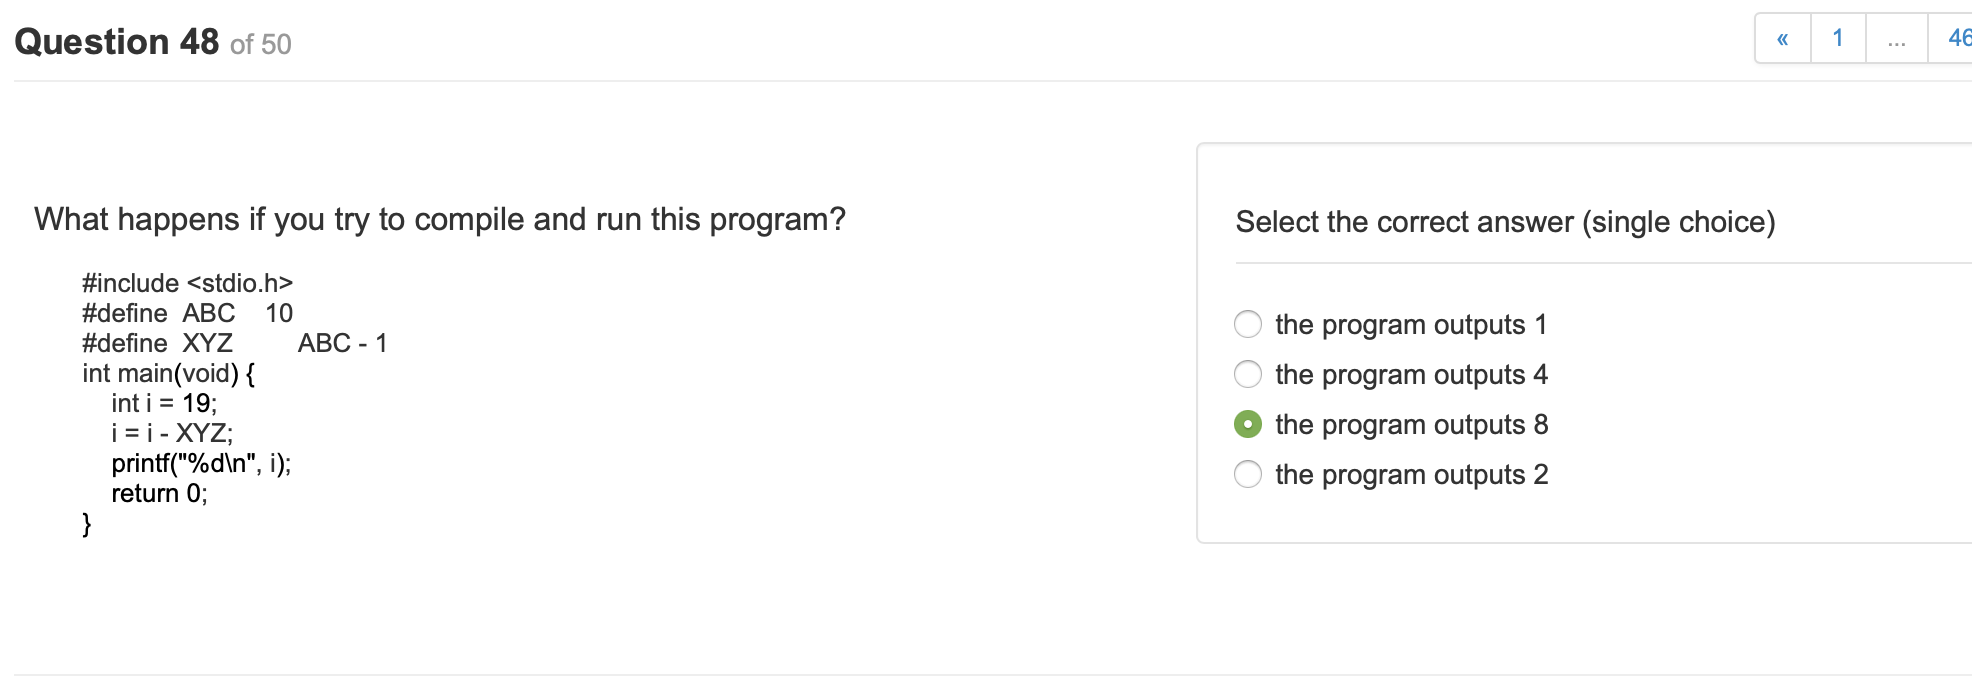 Question 48 of 50
« 1 ... 46
What happens if you try to compile and run this program?
#include <stdio.h>
#define ABC 10
#define XYZ ABC - 1
int main(void) {
int i = 19;
i = i - XYZ;
printf("%d\n", i);
return 0;
}
Select the correct answer (single choice)
the program outputs 1
the program outputs 4
the program outputs 8
the program outputs 2